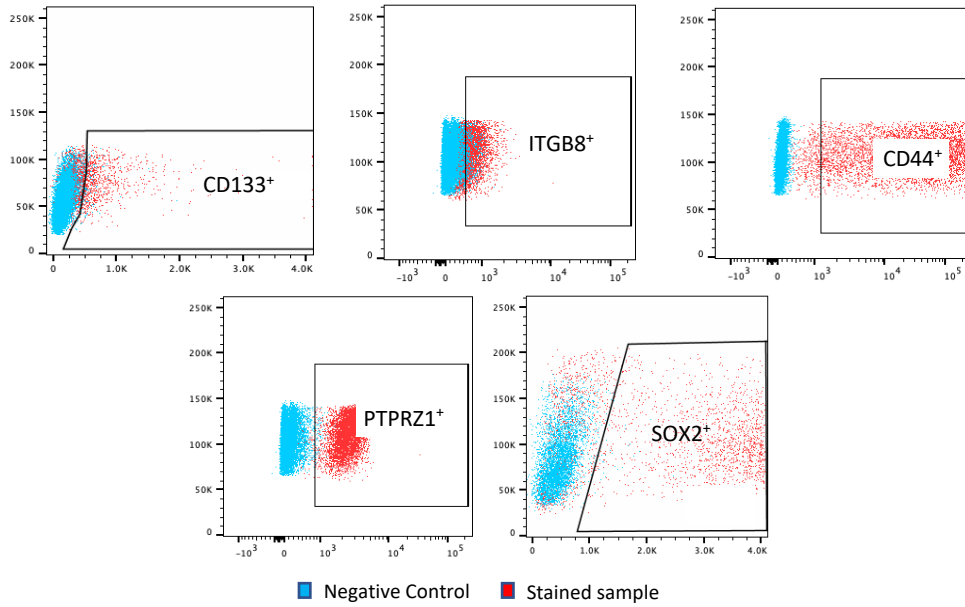 250K
200K
150K
100K
50K
0
CD133⁺
0 1.0K 2.0K 3.0K 4.0K
250K
200K
150K
100K
50K
0
ITGB8⁺
–10³ 0 10³ 10⁴ 10⁵
250K
200K
150K
100K
50K
0
CD44⁺
–10³ 0 10³ 10⁴ 10⁵
250K
200K
150K
100K
50K
0
PTPRZ1⁺
–10³ 0 10³ 10⁴ 10⁵
250K
200K
150K
100K
50K
0
SOX2⁺
0 1.0K 2.0K 3.0K 4.0K
Negative Control Stained sample